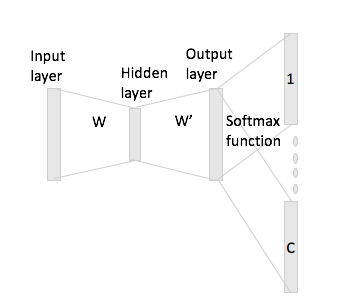 Input
layer
Hidden
layer
Output
layer
W
W'
Softmax
function
1
C